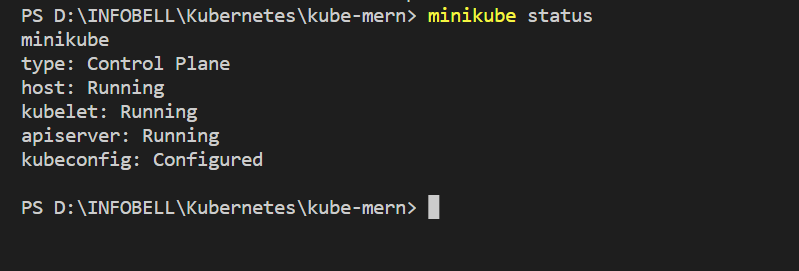 PS D:\INFOBELL\Kubernetes\kube-mern> minikube status
minikube
type: Control Plane
host: Running
kubelet: Running
apiserver: Running
kubeconfig: Configured
PS D:\INFOBELL\Kubernetes\kube-mern>